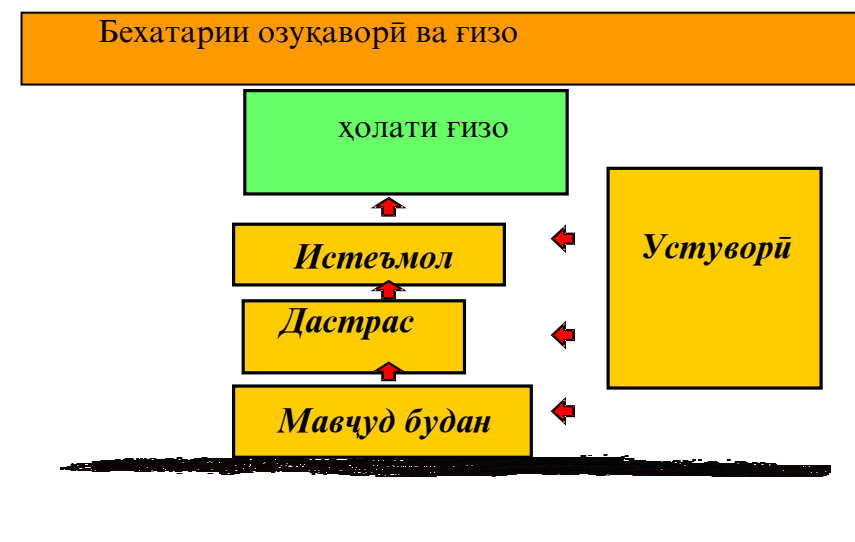 Бехатарии озуқаворӣ ва ғизо
ҳолати ғизо
Истеъмол
Устуворӣ
Дастрас
Мавҷуд будан